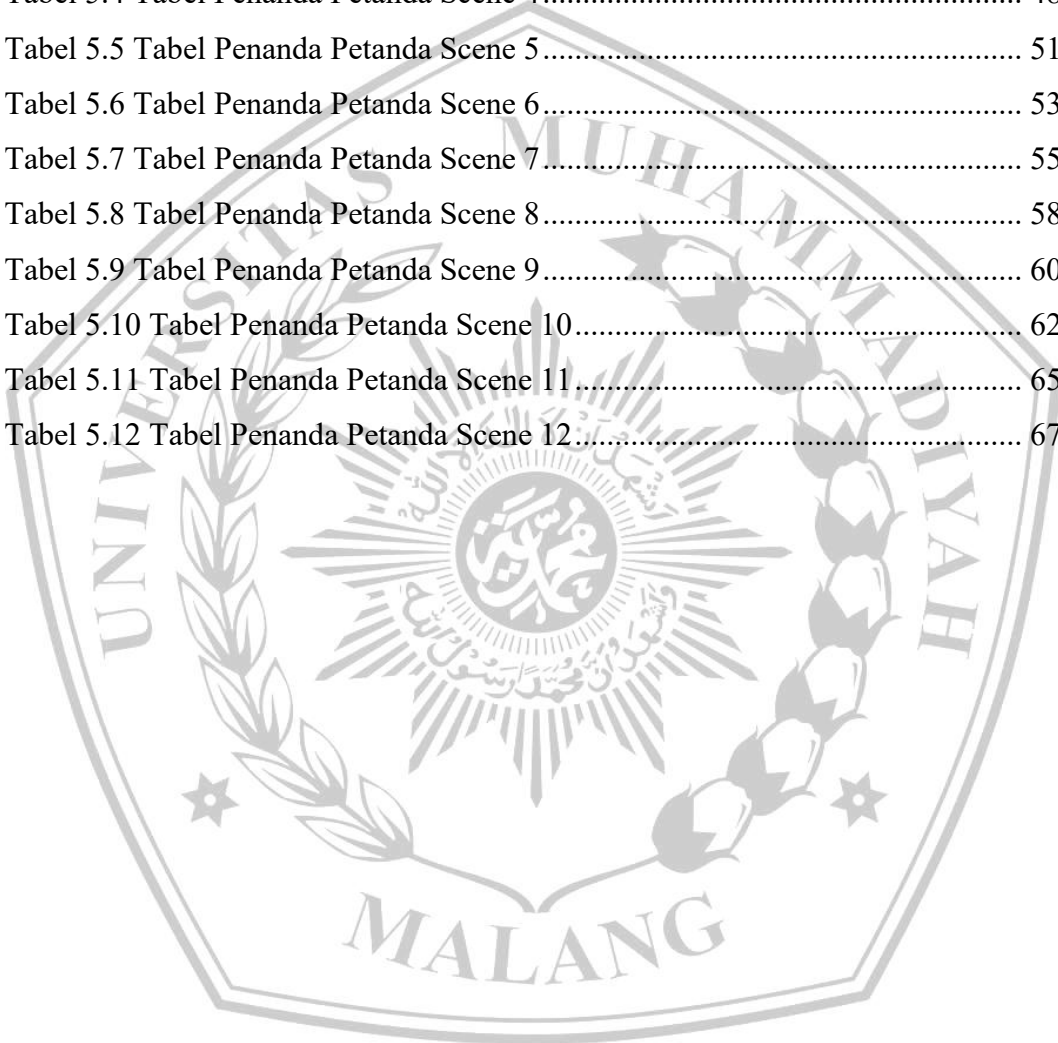 Tabel 5.5 Tabel Penanda Petanda Scene 5.......................................................................... 51
Tabel 5.6 Tabel Penanda Petanda Scene 6.......................................................................... 53
Tabel 5.7 Tabel Penanda Petanda Scene 7.......................................................................... 55
Tabel 5.8 Tabel Penanda Petanda Scene 8.......................................................................... 58
Tabel 5.9 Tabel Penanda Petanda Scene 9.......................................................................... 60
Tabel 5.10 Tabel Penanda Petanda Scene 10..................................................................... 62
Tabel 5.11 Tabel Penanda Petanda Scene 11..................................................................... 65
Tabel 5.12 Tabel Penanda Petanda Scene 12..................................................................... 67
UNIVERSITAS MUHAMMADIYAH
MALANG